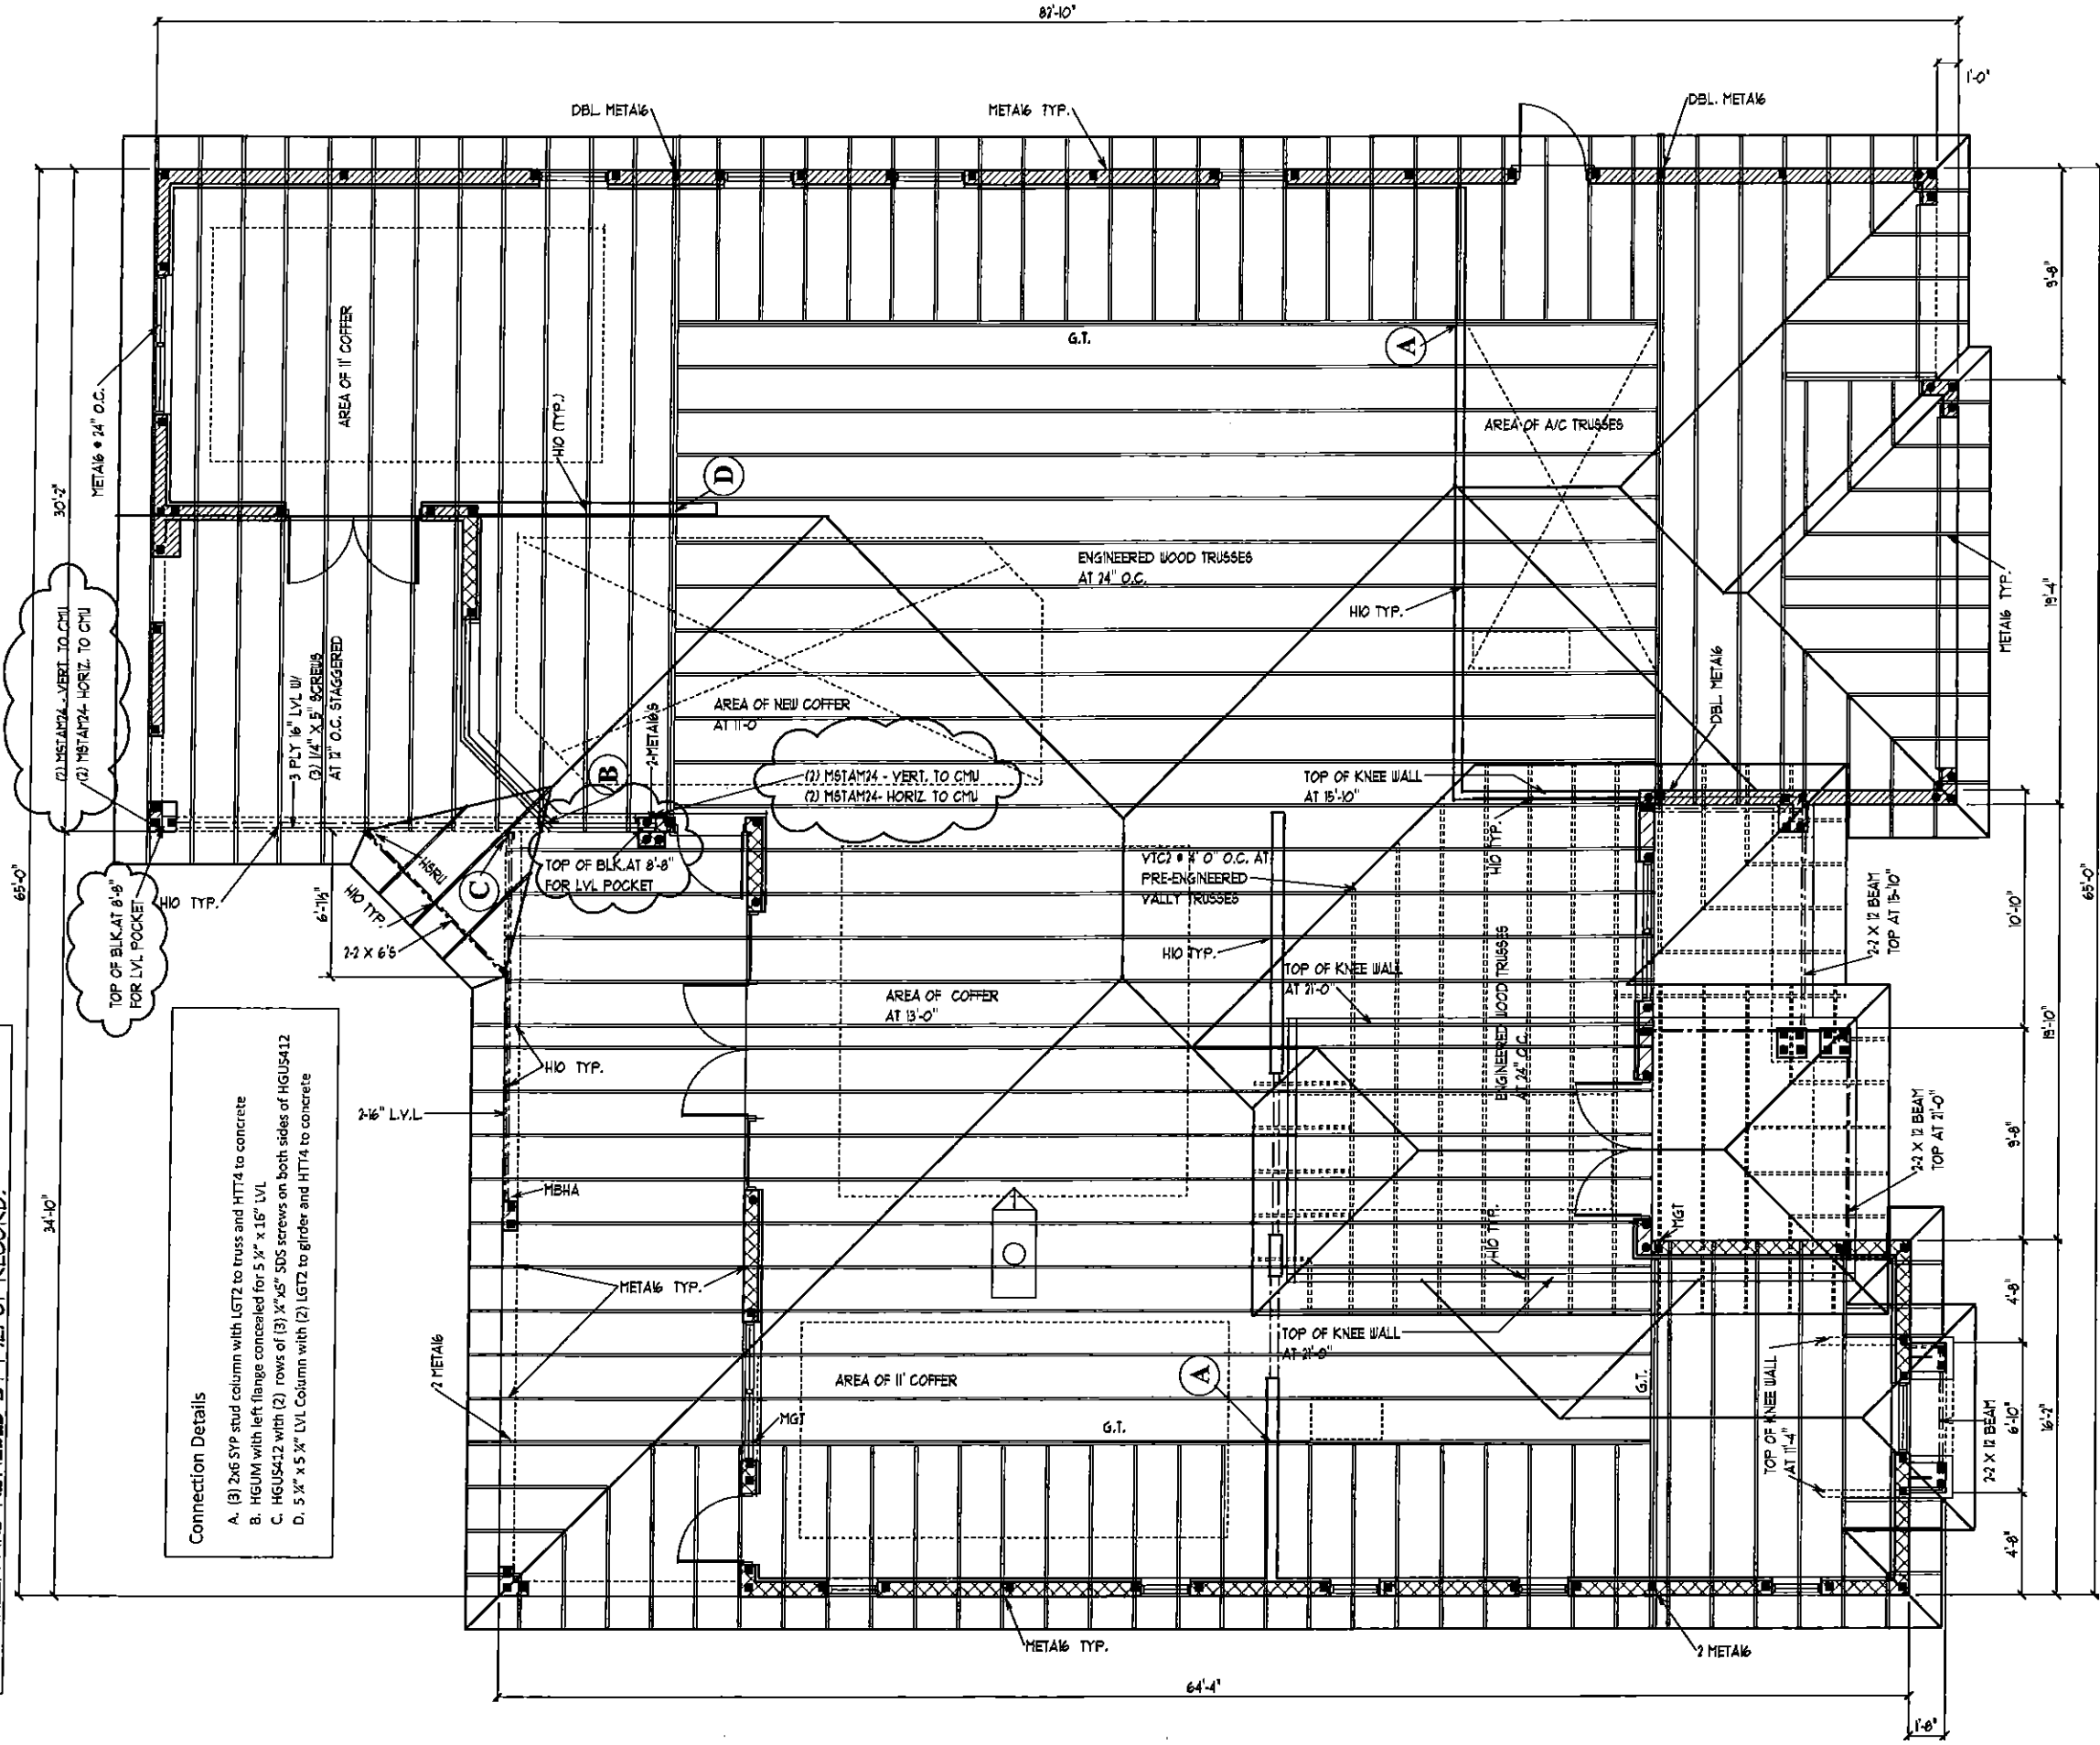 82'-10"
1'-0"
DBL. META16
META16 TYP.
DBL. META16
65'-0"
30'-2"
META16 @ 24" O.C.
AREA OF 11' COFFER
9'-8"
G.T.
A
AREA OF A/C TRUSSES
H10 (TYP.)
D
(2) MSTAM24 - VERT. TO CMU
(2) MSTAM24 - HORIZ. TO CMU
ENGINEERED WOOD TRUSSES
AT 24" O.C.
H10 TYP.
19'-4"
META16 TYP.
3 PLY 16" LVL W/
(3) 1/4" X 5" SCREWS
AT 12" O.C. STAGGERED
AREA OF NEW COFFER
AT 11'-0"
DBL META16
B
2-META16'S
(2) MSTAM24 - VERT. TO CMU
(2) MSTAM24- HORIZ. TO CMU
TOP OF KNEE WALL
AT 15'-10"
TOP OF BLK. AT 8'-8"
FOR LVL POCKET
H10 TYP.
6'-11½"
H5RU
H10 TYP.
C
2-2 X 6'S
TOP OF BLK. AT 8'-8"
FOR LVL POCKET
VTC2 @ 4' 0" O.C. AT
PRE-ENGINEERED
VALLY TRUSSES
H10 TYP.
10'-10"
65'-0"
2-2 X 12 BEAM
TOP AT 15'-10"
H10 TYP.
TOP OF KNEE WALL
AT 21'-0"
AREA OF COFFER
AT 13'-0"
ENGINEERED WOOD TRUSSES
AT 24" O.C.
19'-10"
34'-10"
Connection Details
A. (3) 2x6 SYP stud column with LGT2 to truss and HTT4 to concrete
B. HGUM with left flange concealed for 5 ¼" x 16" LVL
C. HGUS412 with (2) rows of (3) ¼"x5" SDS screws on both sides of HGUS412
D. 5 ¼" x 5 ¼" LVL Column with (2) LGT2 to girder and HTT4 to concrete
H10 TYP.
2-16" L.V.L
MBHA
9'-8"
2-2 X 12 BEAM
TOP AT 21'-0"
MGT
H10 TYP.
META16 TYP.
2 META16
TOP OF KNEE WALL
AT 21'-0"
4'-8"
AREA OF 11' COFFER
A
G.T.
MGT
G.T.
TOP OF KNEE WALL
AT 11'-4"
6'-10"
16'-2"
2-2 X 12 BEAM
4'-8"
META16 TYP.
2 META16
64'-4"
1'-8"